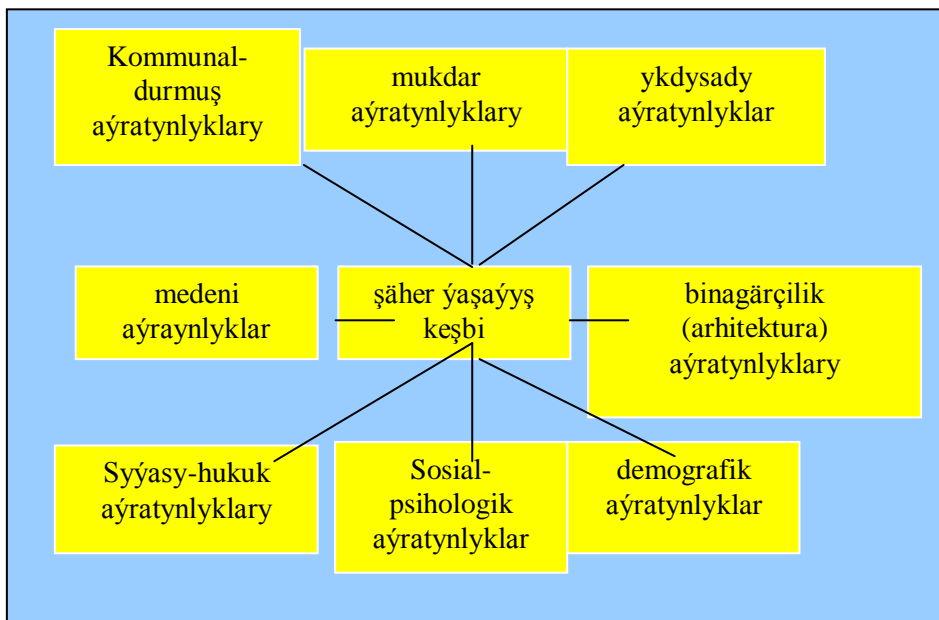 Kommunal-
durmuş
aýratynlyklary
mukdar
aýratynlyklary
ykdysady
aýratynlyklar
medeni
aýraynlyklar
şäher ýaşaýyş
keşbi
binagärçilik
(arhitektura)
aýratynlyklary
Syýasy-hukuk
aýratynlyklary
Sosial-
psihologik
aýratynlyklar
demografik
aýratynlyklar